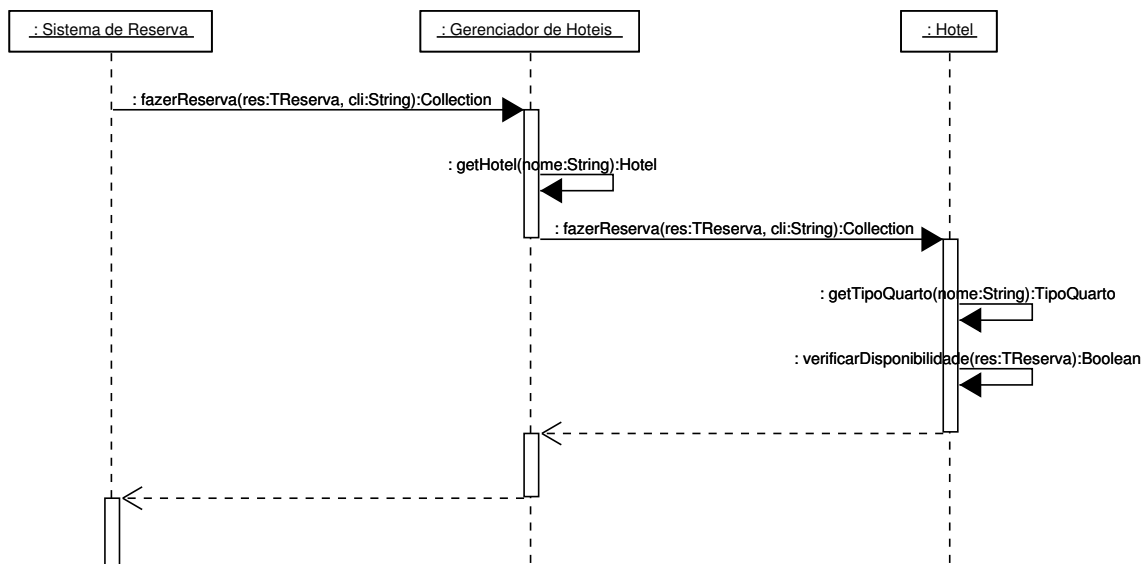 : Sistema de Reserva
: Gerenciador de Hoteis
: Hotel
: fazerReserva(res:TReserva, cli:String):Collection
: getHotel(nome:String):Hotel
: fazerReserva(res:TReserva, cli:String):Collection
: getTipoQuarto(nome:String):TipoQuarto
: verificarDisponibilidade(res:TReserva):Boolean